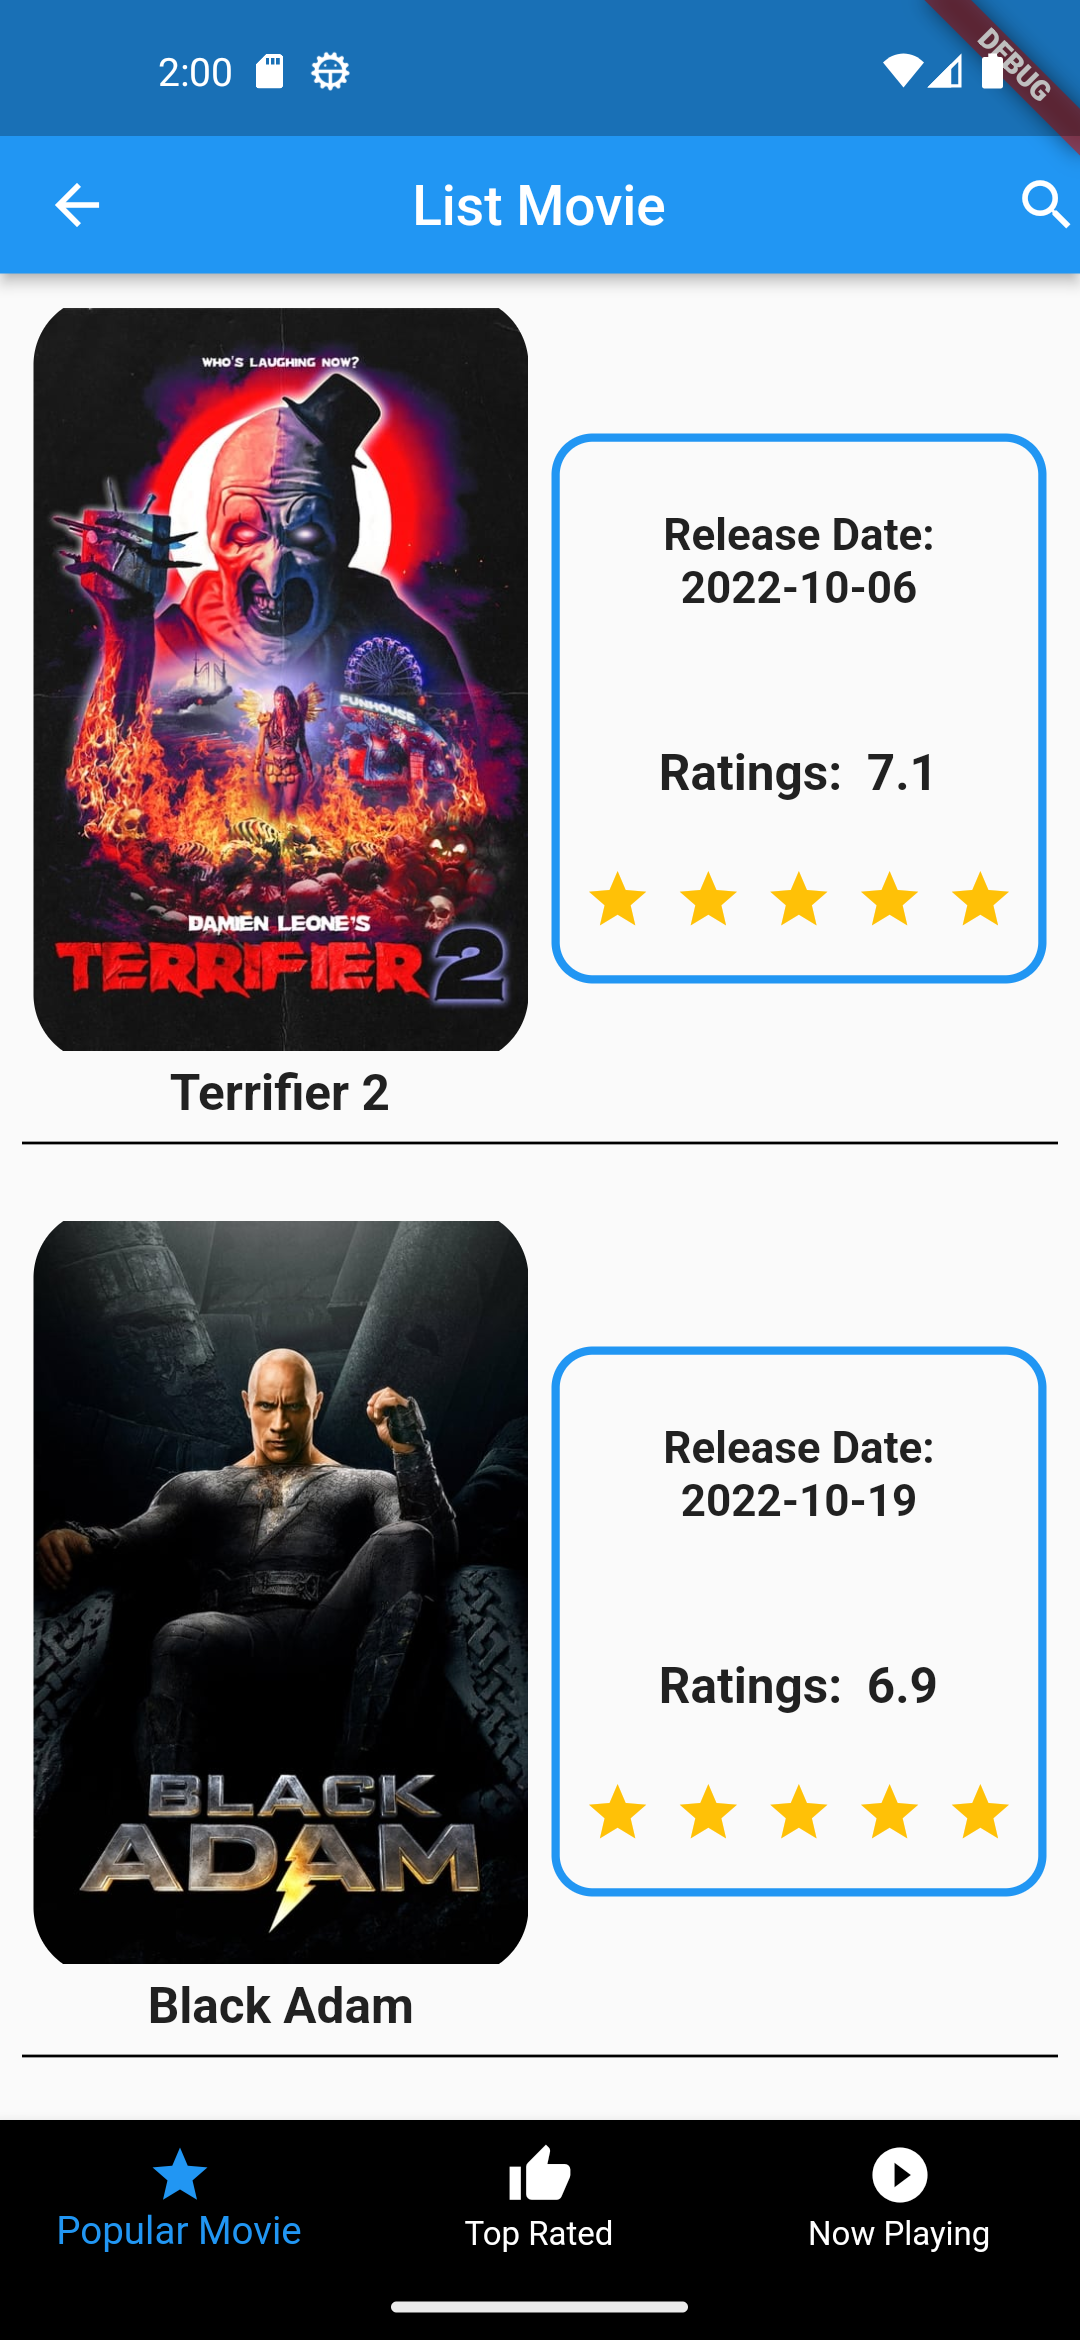 2:00
DEBUG
List Movie
WHO'S LAUGHING NOW?
FUNHOUSE
DAMIEN LEONE'S
TERRIFIER 2
Release Date:
2022-10-06
Ratings: 7.1
Terrifier 2
BLACK
ADAM
Release Date:
2022-10-19
Ratings: 6.9
Black Adam
Popular Movie
Top Rated
Now Playing